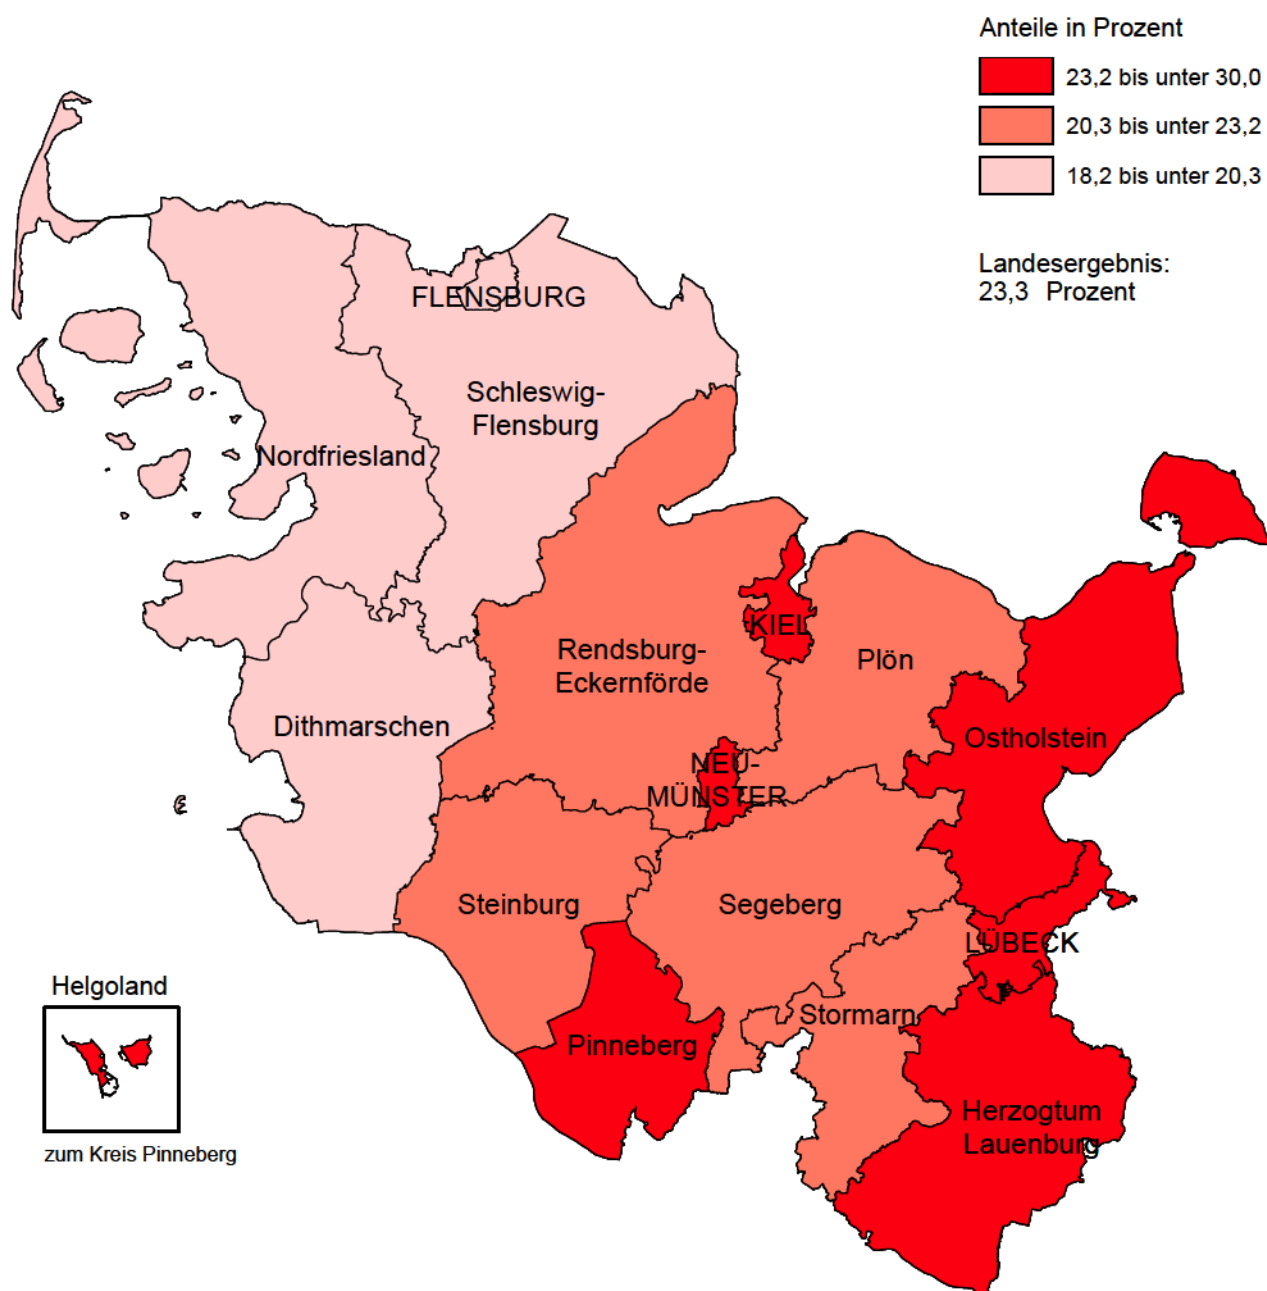 Anteile in Prozent
23,2 bis unter 30,0
20,3 bis unter 23,2
18,2 bis unter 20,3
Landesergebnis:
23,3 Prozent
FLENSBURG
Schleswig-
Flensburg
Nordfriesland
KIEL
Rendsburg-
Eckernförde
Plön
Dithmarschen
Ostholstein
NEU-
MÜNSTER
Steinburg
Segeberg
LÜBECK
Helgoland
Stormarn
Pinneberg
Herzogtum
Lauenburg
zum Kreis Pinneberg